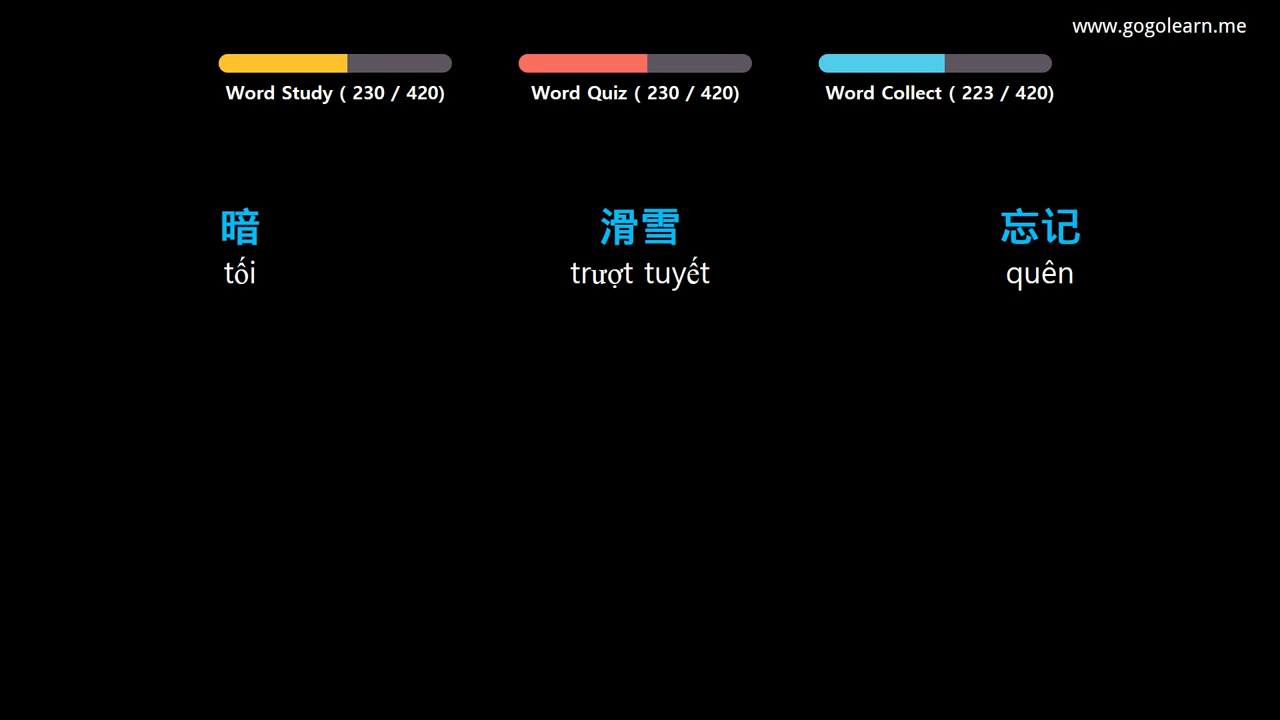 www.gogolearn.me
Word Study ( 230 / 420)
Word Quiz ( 230 / 420)
Word Collect ( 223 / 420)
暗
tối
滑雪
trượt tuyết
忘记
quên